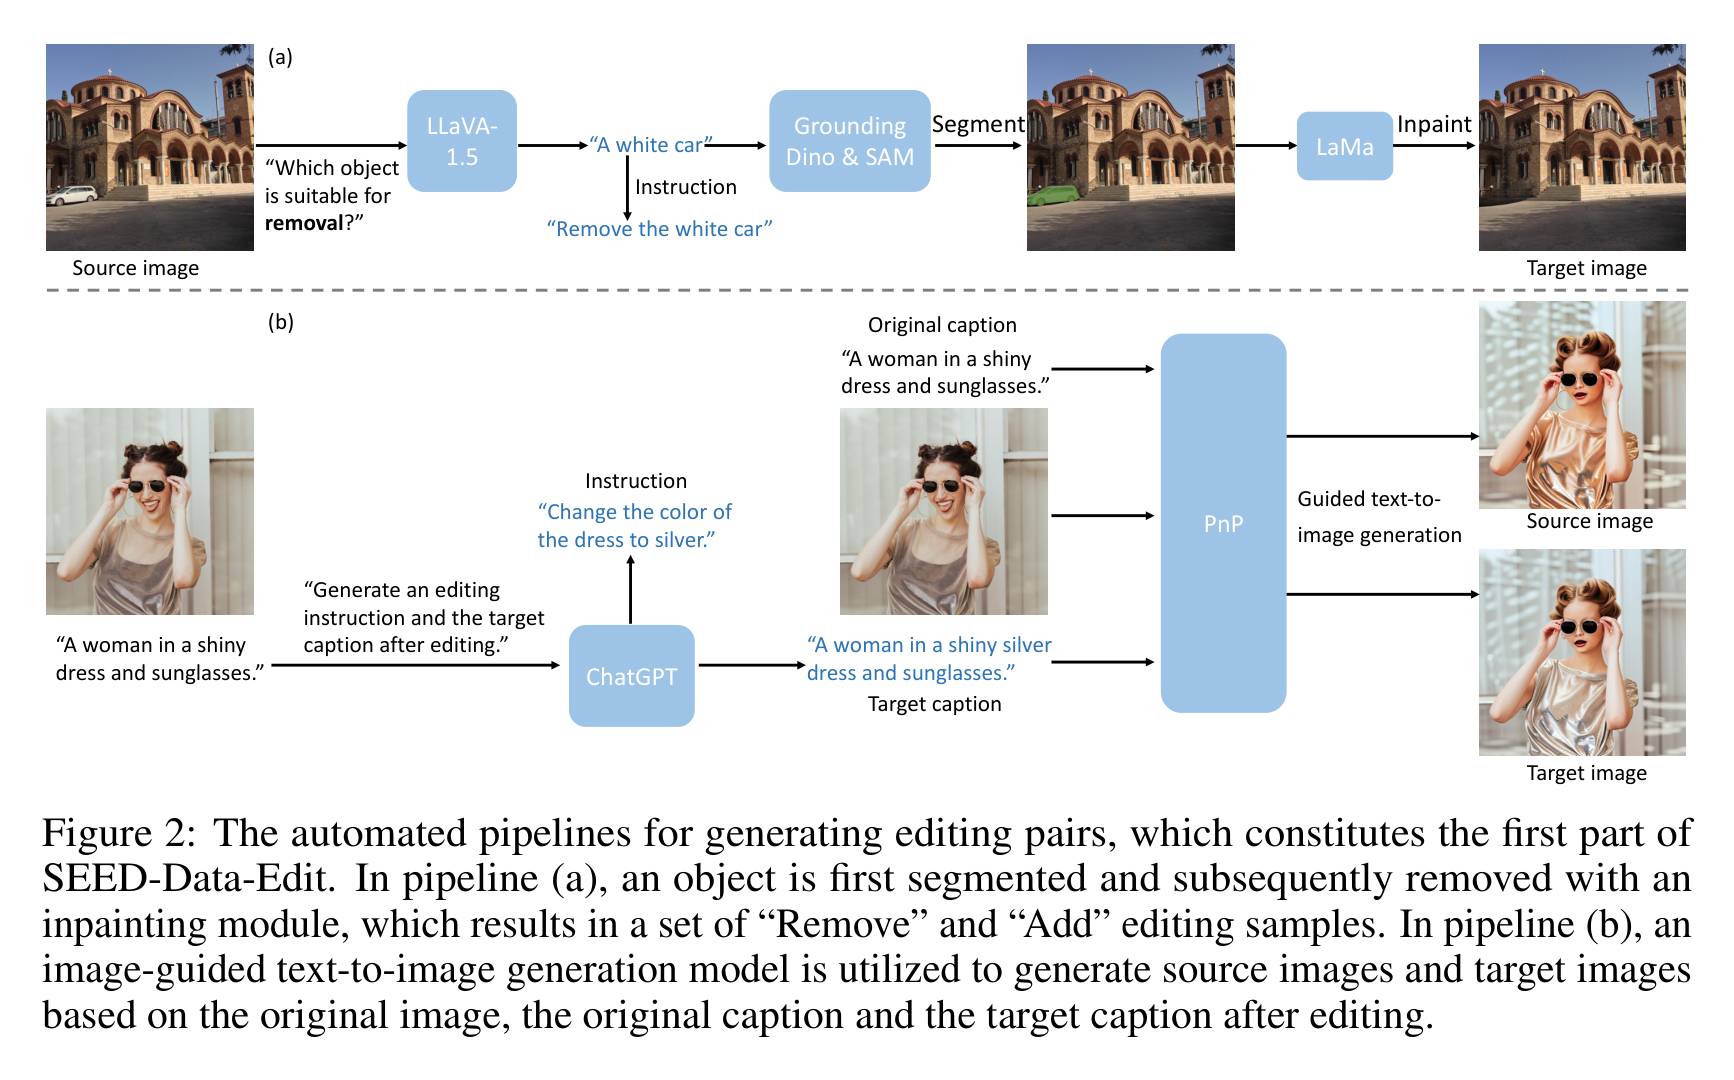 (a)
“Which object
is suitable for
removal?”
Source image
LLaVA-
1.5
“A white car”
Instruction
“Remove the white car”
Grounding
Dino & SAM
Segment
LaMa
Inpaint
Target image
(b)
“A woman in a shiny
dress and sunglasses.”
“Generate an editing
instruction and the target
caption after editing.”
Instruction
“Change the color of
the dress to silver.”
ChatGPT
Original caption
“A woman in a shiny
dress and sunglasses.”
“A woman in a shiny silver
dress and sunglasses.”
Target caption
PnP
Guided text-to-
image generation
Source image
Target image
Figure 2: The automated pipelines for generating editing pairs, which constitutes the first part of
SEED-Data-Edit. In pipeline (a), an object is first segmented and subsequently removed with an
inpainting module, which results in a set of “Remove” and “Add” editing samples. In pipeline (b), an
image-guided text-to-image generation model is utilized to generate source images and target images
based on the original image, the original caption and the target caption after editing.